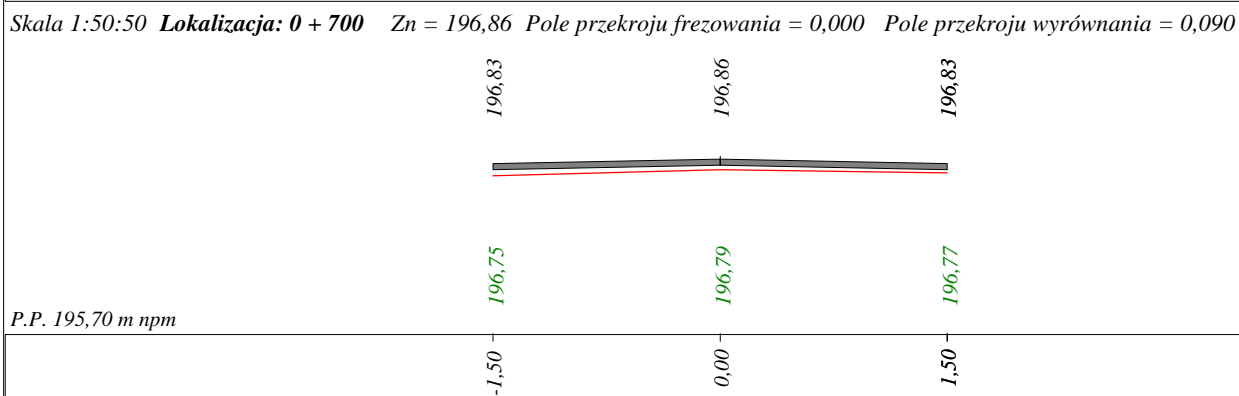 Skala 1:50:50 Lokalizacja: 0 + 700 Zn = 196,86 Pole przekroju frezowania = 0,000 Pole przekroju wyrównania = 0,090
196,83 196,86 196,83
196,75 196,79 196,77
P.P. 195,70 m npm
-1,50 0,00 1,50